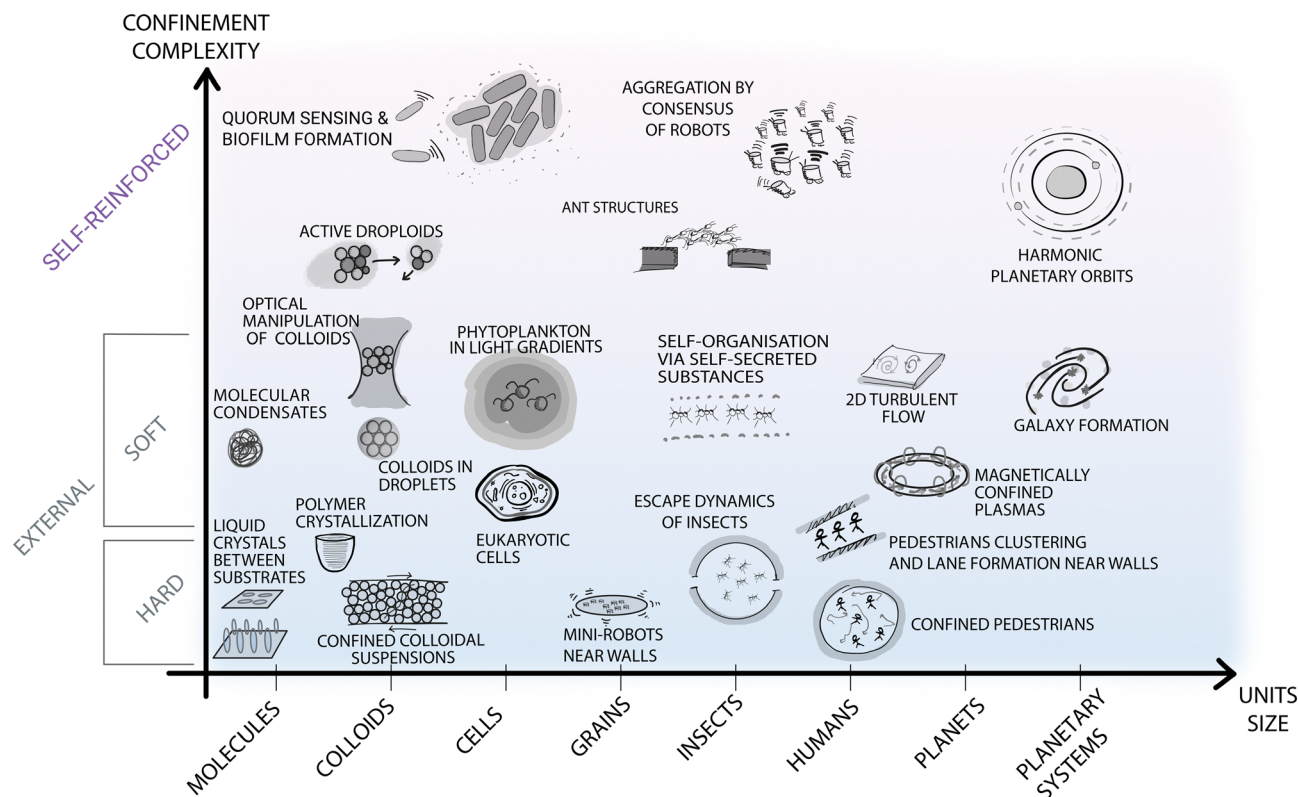 CONFINEMENT
COMPLEXITY
SELF-REINFORCED
EXTERNAL
SOFT
HARD
QUORUM SENSING &
BIOFILM FORMATION
AGGREGATION BY
CONSENSUS
OF ROBOTS
ANT STRUCTURES
ACTIVE DROPLOIDS
HARMONIC
PLANETARY ORBITS
OPTICAL
MANIPULATION
OF COLLOIDS
PHYTOPLANKTON
IN LIGHT GRADIENTS
SELF-ORGANISATION
VIA SELF-SECRETED
SUBSTANCES
2D TURBULENT
FLOW
GALAXY FORMATION
MOLECULAR
CONDENSATES
COLLOIDS IN
DROPLETS
MAGNETICALLY
CONFINED
PLASMAS
POLYMER
CRYSTALLIZATION
ESCAPE DYNAMICS
OF INSECTS
LIQUID
CRYSTALS
BETWEEN
SUBSTRATES
EUKARYOTIC
CELLS
PEDESTRIANS CLUSTERING
AND LANE FORMATION NEAR WALLS
CONFINED COLLOIDAL
SUSPENSIONS
MINI-ROBOTS
NEAR WALLS
CONFINED PEDESTRIANS
MOLECULES
COLLOIDS
CELLS
GRAINS
INSECTS
HUMANS
PLANETS
PLANETARY
SYSTEMS
UNITS
SIZE